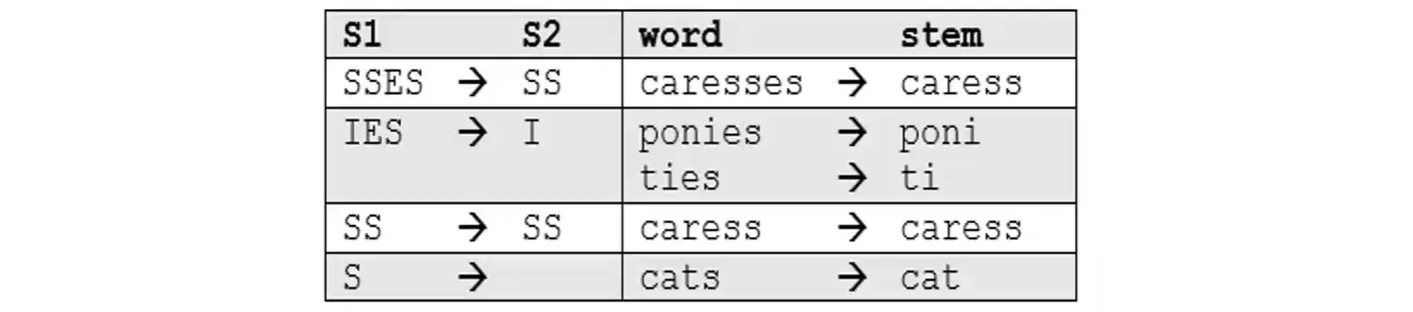 S1 S2 word stem
SSES → SS caresses → caress
IES → I ponies → poni
ties → ti
SS → SS caress → caress
S → cats → cat